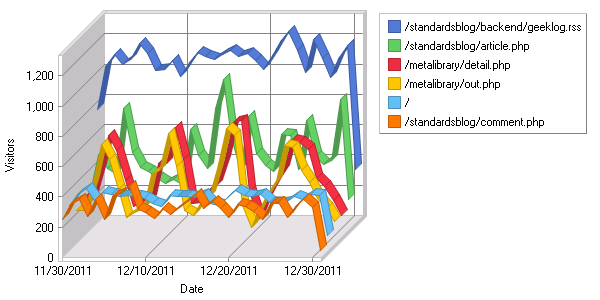 /standardsblog/backend/geeklog.rss
/standardsblog/article.php
/metalibrary/detail.php
/metalibrary/out.php
/
/standardsblog/comment.php
1,200
1,000
800
600
400
200
0
Visitors
11/30/2011 12/10/2011 12/20/2011 12/30/2011
Date